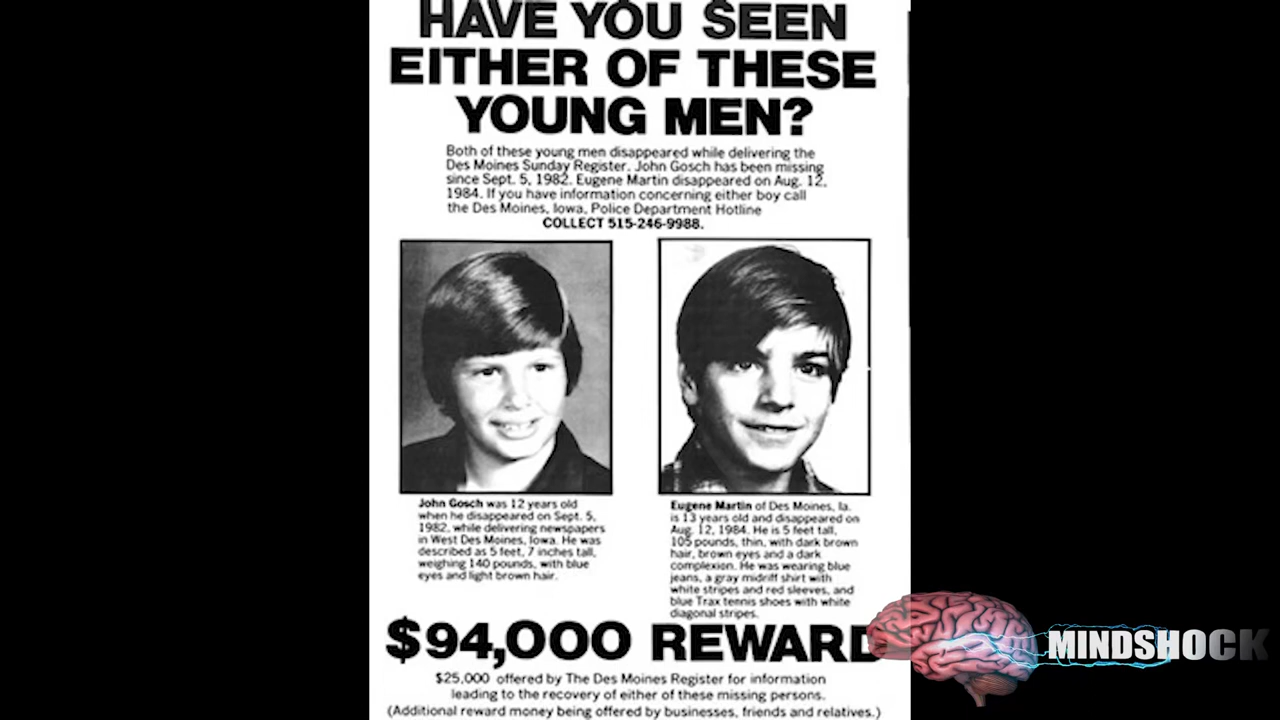 HAVE YOU SEEN
EITHER OF THESE
YOUNG MEN?
Both of these young men disappeared while delivering the
Des Moines Sunday Register. John Gosch has been missing
since Sept. 5, 1982. Eugene Martin disappeared on Aug. 12,
1984. If you have information concerning either boy call
the Des Moines, Iowa, Police Department Hotline
COLLECT 515-246-9988.
John Gosch was 12 years old
when he disappeared on Sept. 5,
1982, while delivering newspapers
in West Des Moines, Iowa. He was
described as 5 feet, 7 inches tall,
weighing 140 pounds, with blue
eyes and light brown hair.
Eugene Martin of Des Moines, Ia.
is 13 years old and disappeared on
Aug. 12, 1984. He is 5 feet tall,
105 pounds, thin, with dark brown
hair, brown eyes and a dark
complexion. He was wearing blue
jeans, a gray midriff shirt with
white stripes and red sleeves, and
blue Trax tennis shoes with white
diagonal stripes.
$94,000 REWARD
$25,000 offered by The Des Moines Register for information
leading to the recovery of either of these missing persons.
(Additional reward money being offered by businesses, friends and relatives.)
MINDSHOCK